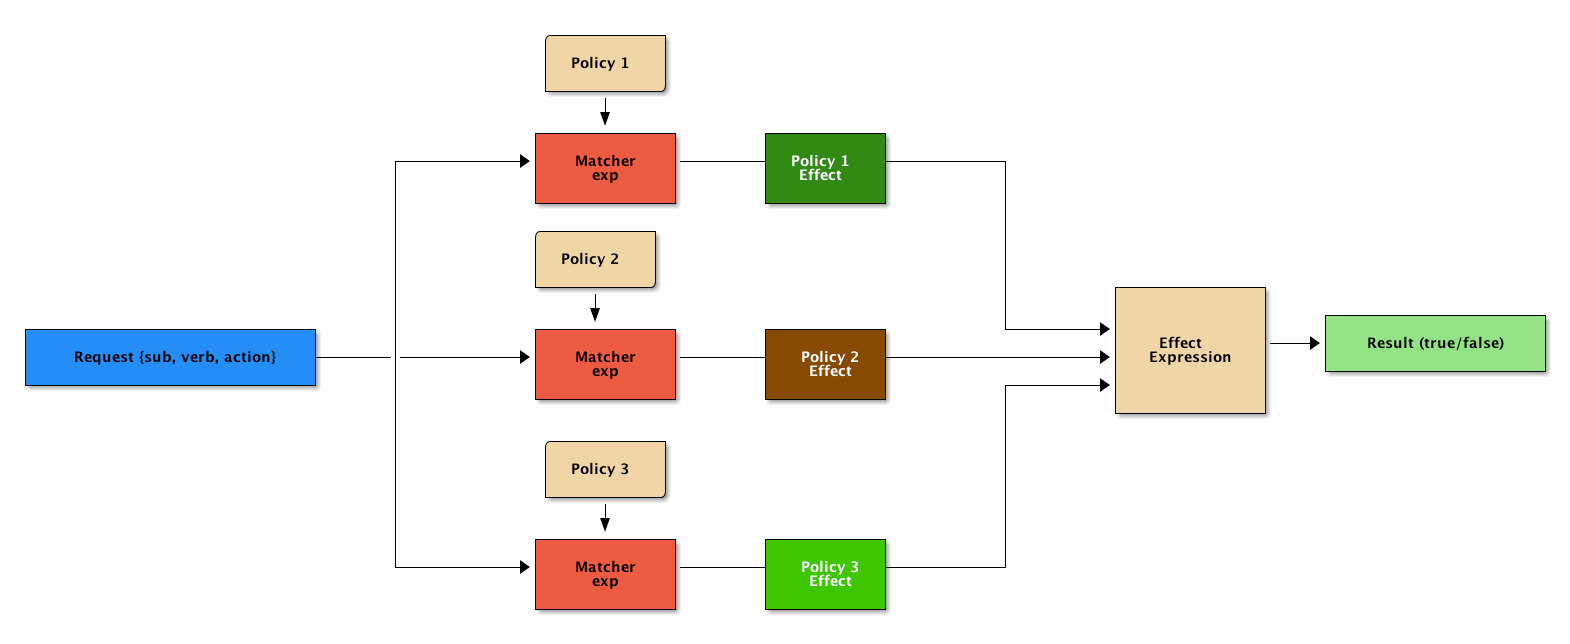 Policy 1
Matcher
exp
Policy 1
Effect
Policy 2
Request {sub, verb, action}
Matcher
exp
Policy 2
Effect
Effect
Expression
Result (true/false)
Policy 3
Matcher
exp
Policy 3
Effect